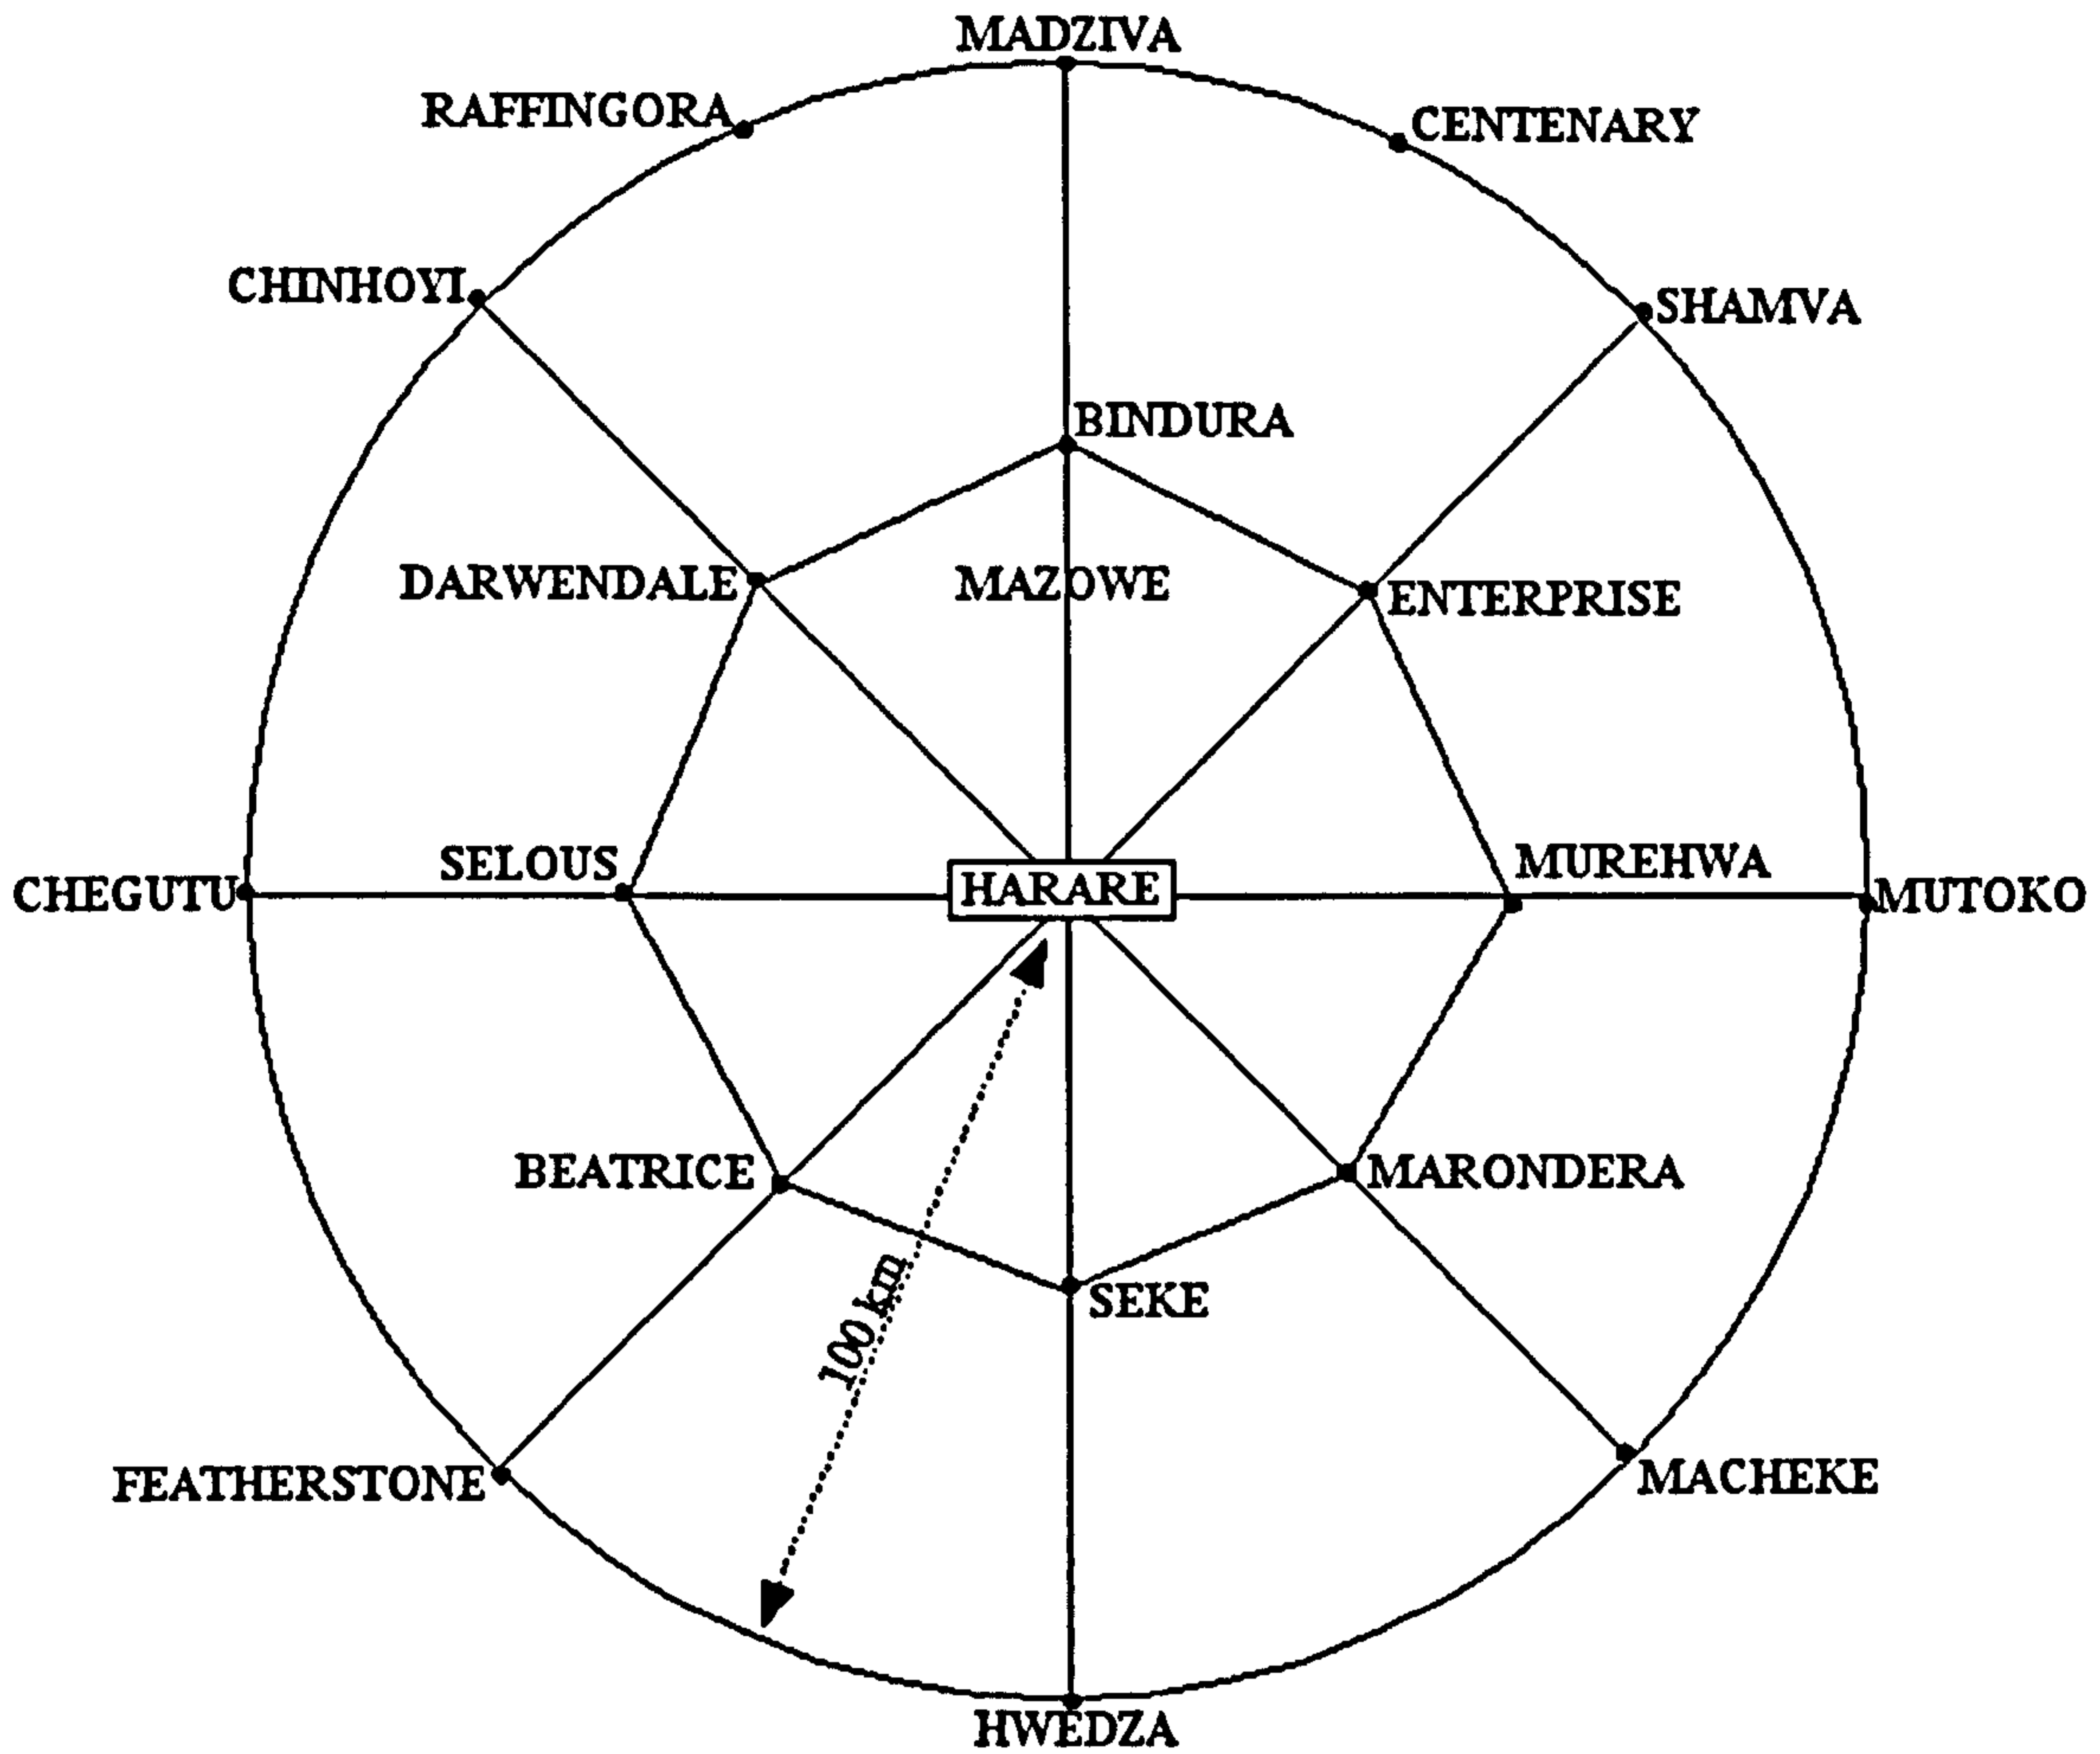 MADZIVA
RAFFINGORA
CENTENARY
CHINHOYI
SHAMVA
BINDURA
DARWENDALE
MAZOWE
ENTERPRISE
SELOUS
MUREHWA
CHEGUTU
HARARE
MUTOKO
BEATRICE
MARONDERA
SEKE
100 km
FEATHERSTONE
MACHEKE
HWEDZA